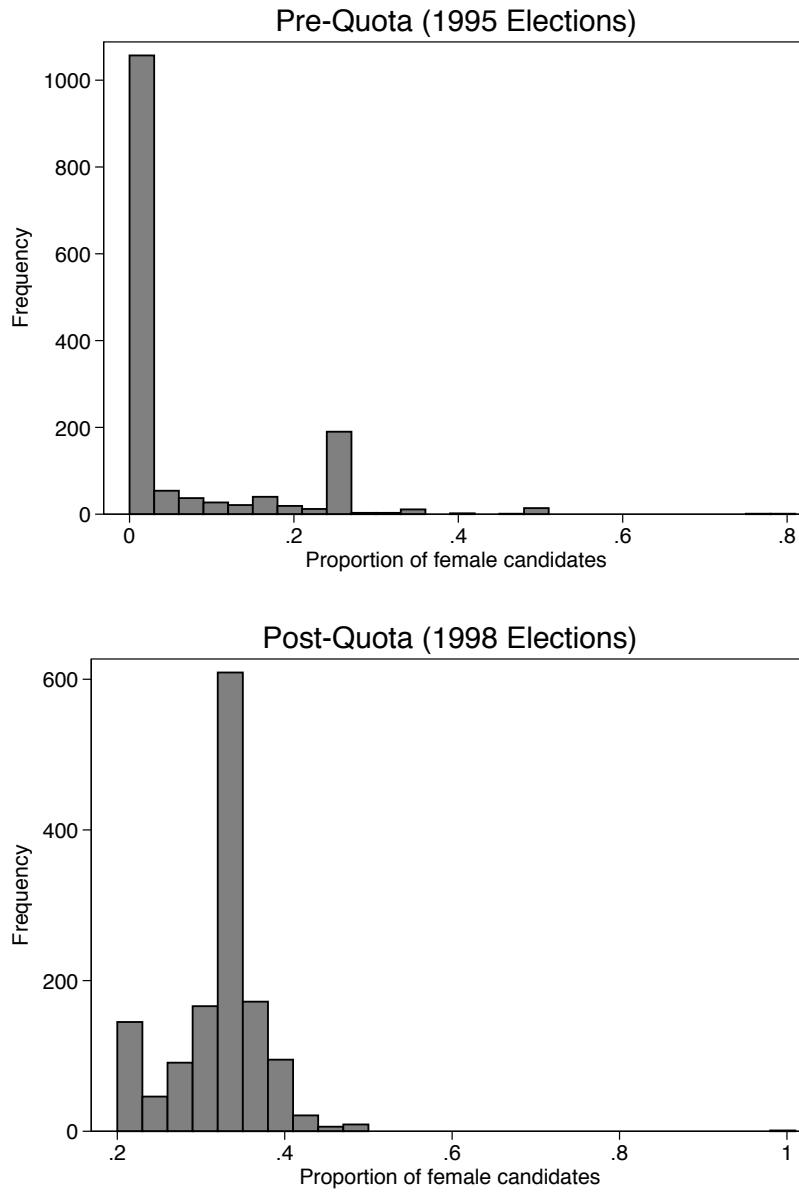 Pre-Quota (1995 Elections)
1000
800
600
400
200
0
Frequency
0 .2 .4 .6 .8
Proportion of female candidates
Post-Quota (1998 Elections)
600
400
200
0
Frequency
.2 .4 .6 .8 1
Proportion of female candidates